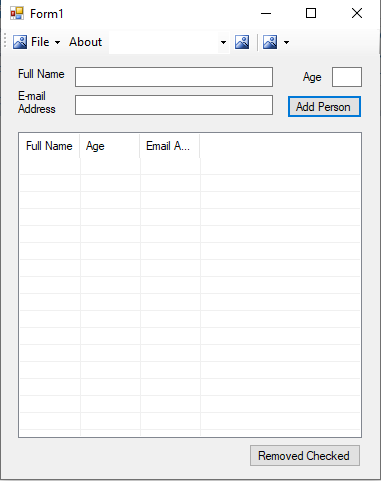 Form1
File About
Full Name Age
E-mail
Address
Add Person
Full Name Age Email A...
Removed Checked